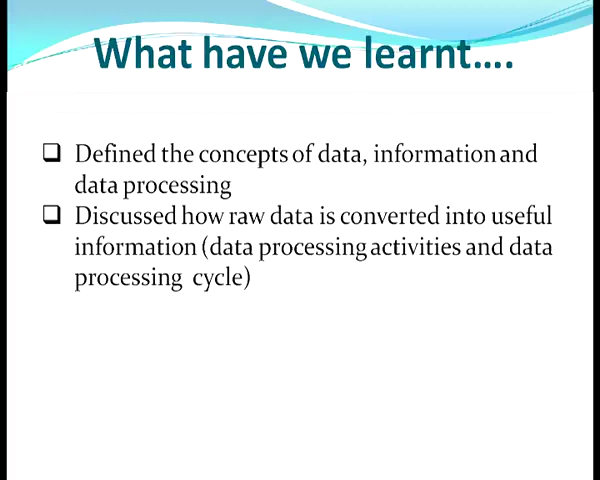 What have we learnt....
Defined the concepts of data, information and
data processing
Discussed how raw data is converted into useful
information (data processing activities and data
processing cycle)